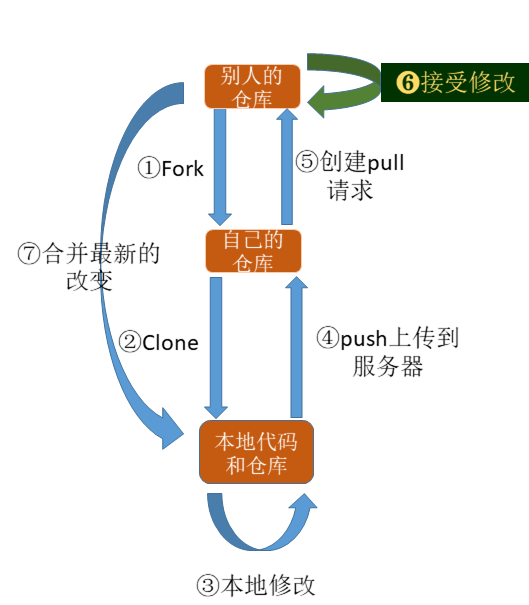 别人的
仓库
❻接受修改
①Fork
⑤创建pull
请求
自己的
仓库
⑦合并最新的
改变
②Clone
④push上传到
服务器
本地代码
和仓库
③本地修改